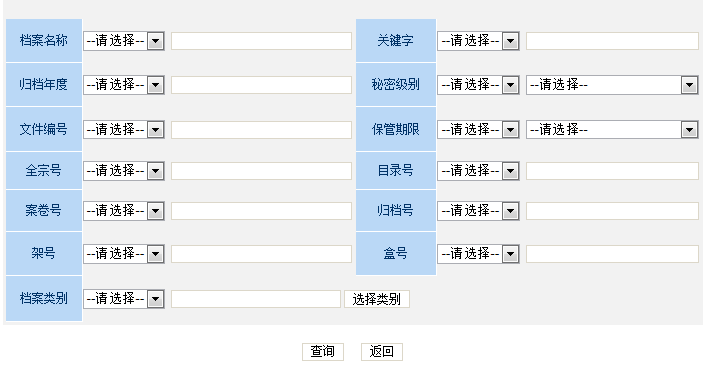 档案名称 --请选择-- 关键字 --请选择--
归档年度 --请选择-- 秘密级别 --请选择-- --请选择--
文件编号 --请选择-- 保管期限 --请选择-- --请选择--
全宗号 --请选择-- 目录号 --请选择--
案卷号 --请选择-- 归档号 --请选择--
架号 --请选择-- 盒号 --请选择--
档案类别 --请选择-- 选择类别
查询 返回